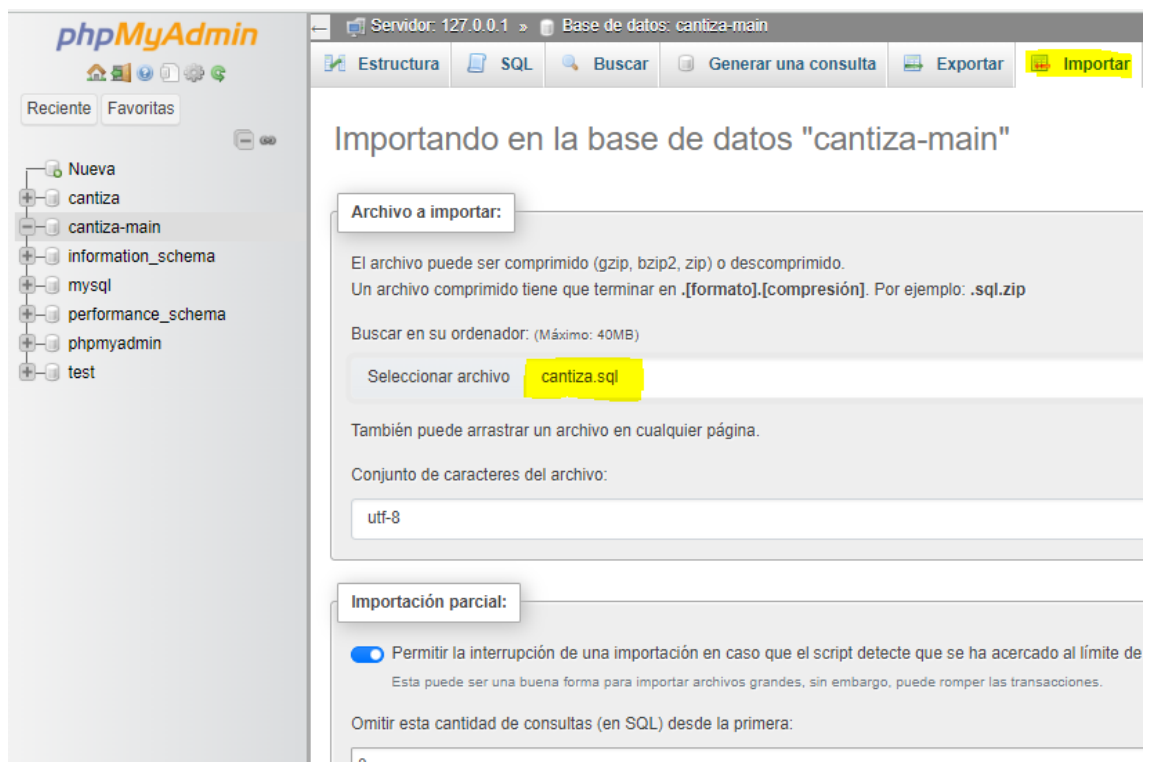 phpMyAdmin
Reciente Favoritas
Nueva
cantiza
cantiza-main
information_schema
mysql
performance_schema
phpmyadmin
test
← Servidor: 127.0.0.1 » Base de datos: cantiza-main
Estructura SQL Buscar Generar una consulta Exportar Importar
Importando en la base de datos "cantiza-main"
Archivo a importar:
El archivo puede ser comprimido (gzip, bzip2, zip) o descomprimido.
Un archivo comprimido tiene que terminar en .[formato].[compresión]. Por ejemplo: .sql.zip
Buscar en su ordenador: (Máximo: 40MB)
Seleccionar archivo cantiza.sql
También puede arrastrar un archivo en cualquier página.
Conjunto de caracteres del archivo:
utf-8
Importación parcial:
Permitir la interrupción de una importación en caso que el script detecte que se ha acercado al límite de
Esta puede ser una buena forma para importar archivos grandes, sin embargo, puede romper las transacciones.
Omitir esta cantidad de consultas (en SQL) desde la primera: